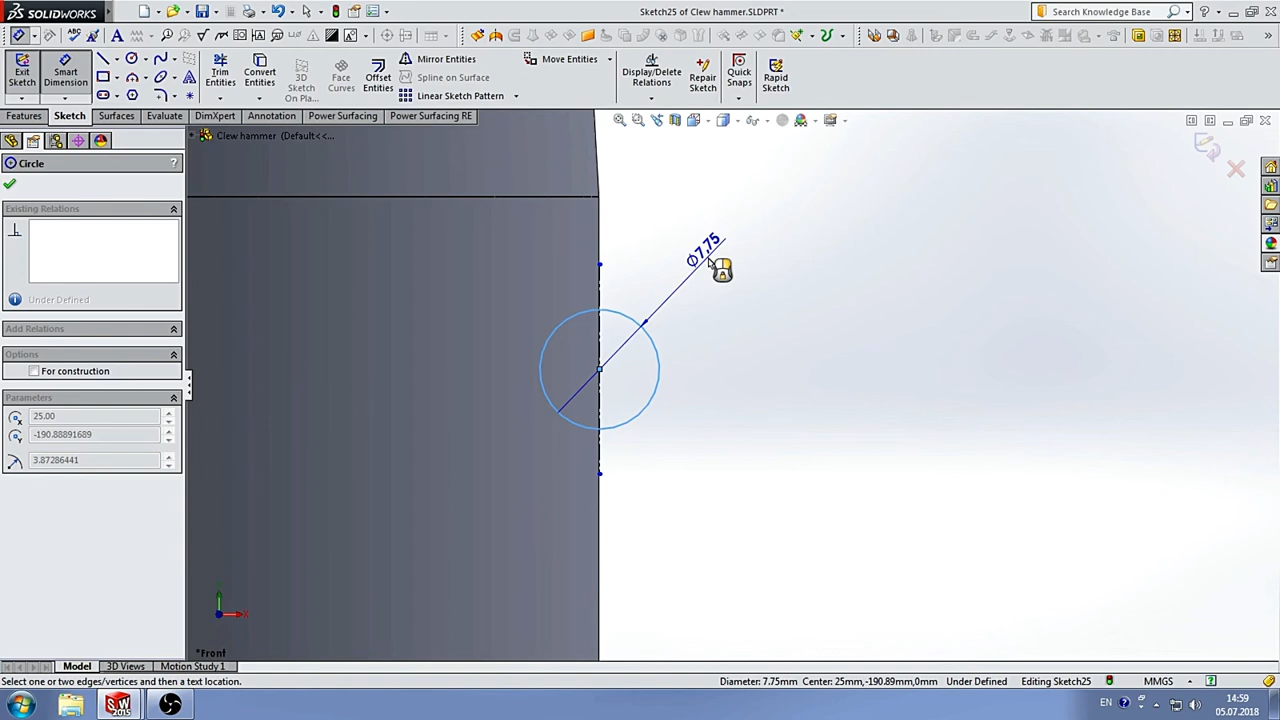 SOLIDWORKS
Sketch25 of Clew hammer.SLDPRT *
Search Knowledge Base
Exit Sketch
Smart Dimension
Trim Entities
Convert Entities
3D Sketch On Pla...
Face Curves
Offset Entities
Mirror Entities
Spline on Surface
Linear Sketch Pattern
Move Entities
Display/Delete Relations
Repair Sketch
Quick Snaps
Rapid Sketch
Features
Sketch
Surfaces
Evaluate
DimXpert
Annotation
Power Surfacing
Power Surfacing RE
Clew hammer (Default<<...
Circle
?
Existing Relations
Under Defined
Add Relations
Options
For construction
Parameters
25.00
-190.88891689
3.87286441
Φ7,75
X
*Front
Model
3D Views
Motion Study 1
Select one or two edges/vertices and then a text location.
Diameter: 7.75mm Center: 25mm,-190.89mm,0mm
Under Defined
Editing Sketch25
MMGS
SW
2015
EN
14:59
05.07.2018